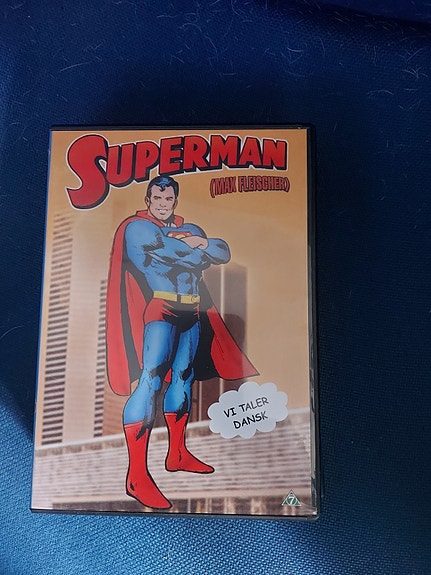 SUPERMAN
(MAX FLEISCHER)
VI TALER
DANSK
7